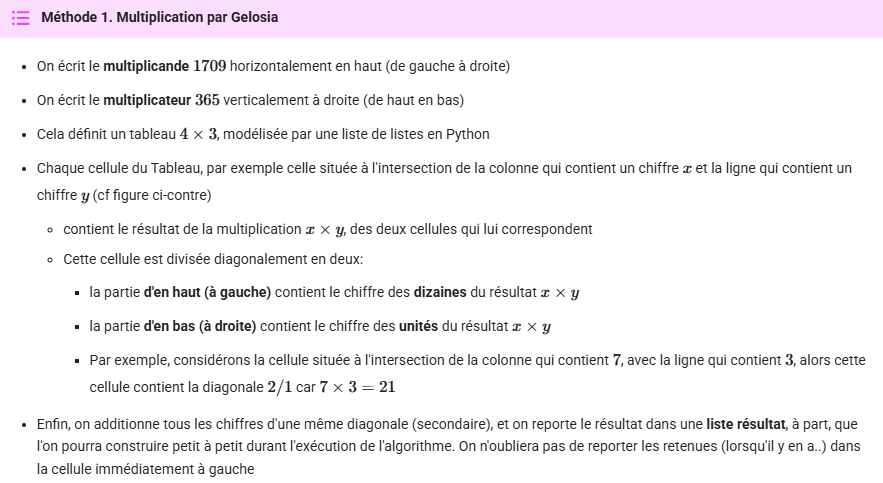 Méthode 1. Multiplication par Gelosia
On écrit le multiplicande 1709 horizontalement en haut (de gauche à droite)
On écrit le multiplicateur 365 verticalement à droite (de haut en bas)
Cela définit un tableau 4 × 3, modélisée par une liste de listes en Python
Chaque cellule du Tableau, par exemple celle située à l'intersection de la colonne qui contient un chiffre x et la ligne qui contient un
chiffre y (cf figure ci-contre)
contient le résultat de la multiplication x × y, des deux cellules qui lui correspondent
Cette cellule est divisée diagonalement en deux:
la partie d'en haut (à gauche) contient le chiffre des dizaines du résultat x × y
la partie d'en bas (à droite) contient le chiffre des unités du résultat x × y
Par exemple, considérons la cellule située à l'intersection de la colonne qui contient 7, avec la ligne qui contient 3, alors cette
cellule contient la diagonale 2/1 car 7 × 3 = 21
Enfin, on additionne tous les chiffres d'une même diagonale (secondaire), et on reporte le résultat dans une liste résultat, à part, que
l'on pourra construire petit à petit durant l'exécution de l'algorithme. On n'oubliera pas de reporter les retenues (lorsqu'il y en a..) dans
la cellule immédiatement à gauche